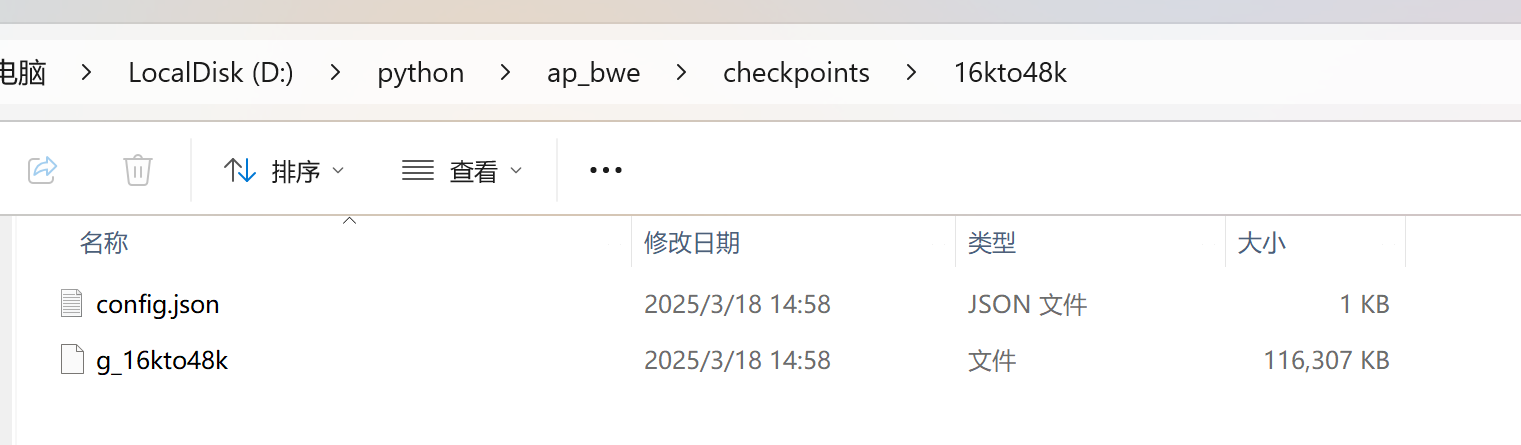 电脑 > LocalDisk (D:) > python > ap_bwe > checkpoints > 16kto48k
排序 查看 •••
名称 修改日期 类型 大小
config.json 2025/3/18 14:58 JSON 文件 1 KB
g_16kto48k 2025/3/18 14:58 文件 116,307 KB